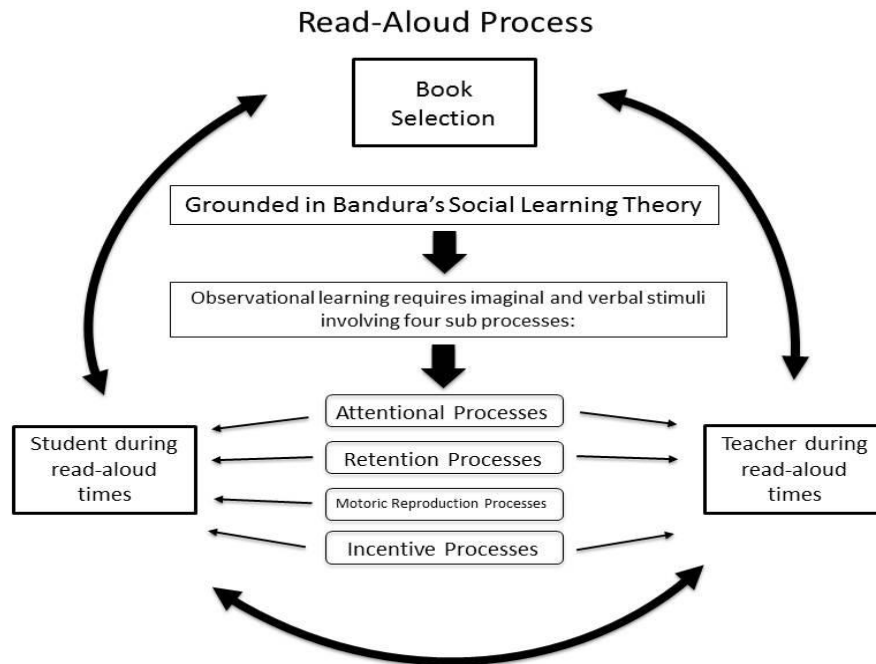 Read-Aloud Process
Book
Selection
Grounded in Bandura's Social Learning Theory
Observational learning requires imaginal and verbal stimuli
involving four sub processes:
Attentional Processes
Student during
read-aloud
times
Retention Processes
Teacher during
read-aloud
times
Motoric Reproduction Processes
Incentive Processes